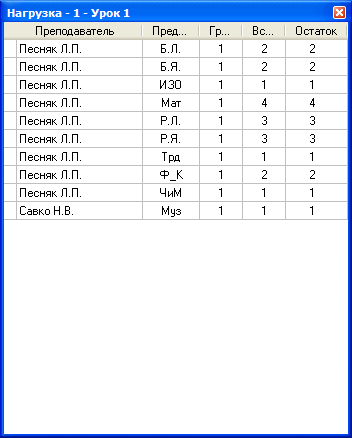 Нагрузка - 1 - Урок 1
Преподаватель Пред... Гр... Вс... Остаток
Песняк Л.П. Б.Л. 1 2 2
Песняк Л.П. Б.Я. 1 2 2
Песняк Л.П. ИЗО 1 1 1
Песняк Л.П. Мат 1 4 4
Песняк Л.П. Р.Л. 1 3 3
Песняк Л.П. Р.Я. 1 3 3
Песняк Л.П. Трд 1 1 1
Песняк Л.П. Ф_К 1 2 2
Песняк Л.П. ЧиМ 1 1 1
Савко Н.В. Муз 1 1 1